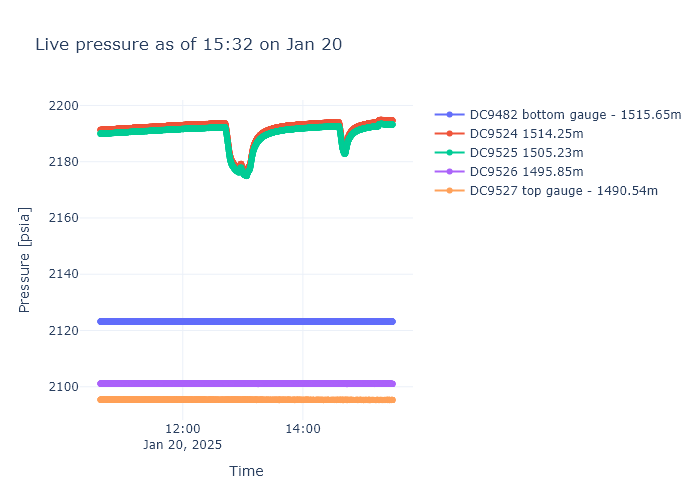 Live pressure as of 15:32 on Jan 20
2200
2180
2160
2140
2120
2100
Pressure [psia]
12:00
Jan 20, 2025
14:00
Time
DC9482 bottom gauge - 1515.65m
DC9524 1514.25m
DC9525 1505.23m
DC9526 1495.85m
DC9527 top gauge - 1490.54m